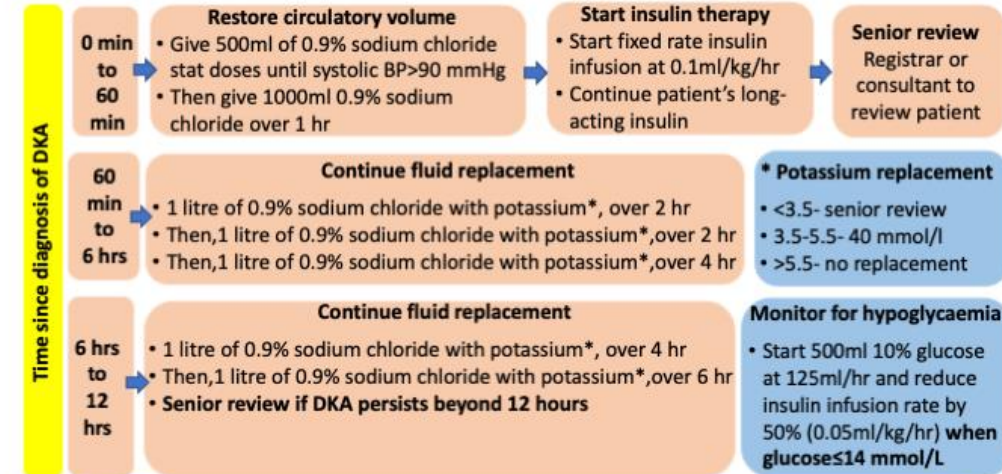 Time since diagnosis of DKA
0 min
to
60
min
Restore circulatory volume
• Give 500ml of 0.9% sodium chloride
stat doses until systolic BP>90 mmHg
• Then give 1000ml 0.9% sodium
chloride over 1 hr
Start insulin therapy
• Start fixed rate insulin
infusion at 0.1ml/kg/hr
• Continue patient's long-
acting insulin
Senior review
Registrar or
consultant to
review patient
60
min
to
6 hrs
Continue fluid replacement
• 1 litre of 0.9% sodium chloride with potassium*, over 2 hr
• Then,1 litre of 0.9% sodium chloride with potassium*,over 2 hr
• Then,1 litre of 0.9% sodium chloride with potassium*,over 4 hr
* Potassium replacement
• <3.5- senior review
• 3.5-5.5- 40 mmol/l
• >5.5- no replacement
6 hrs
to
12
hrs
Continue fluid replacement
• 1 litre of 0.9% sodium chloride with potassium*, over 4 hr
• Then,1 litre of 0.9% sodium chloride with potassium*,over 6 hr
• Senior review if DKA persists beyond 12 hours
Monitor for hypoglycaemia
• Start 500ml 10% glucose
at 125ml/hr and reduce
insulin infusion rate by
50% (0.05ml/kg/hr) when
glucose≤14 mmol/L